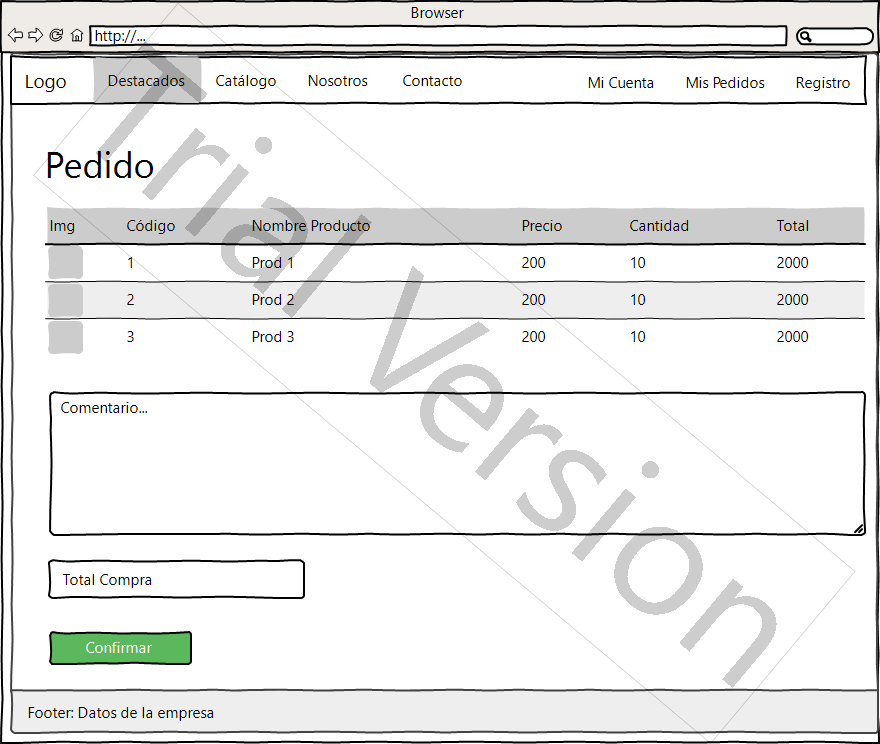 Browser
http://...
Logo Destacados Catálogo Nosotros Contacto Mi Cuenta Mis Pedidos Registro
Pedido
Img Código Nombre Producto Precio Cantidad Total
1 Prod 1 200 10 2000
2 Prod 2 200 10 2000
3 Prod 3 200 10 2000
Comentario...
Total Compra
Confirmar
Footer: Datos de la empresa
Trial Version